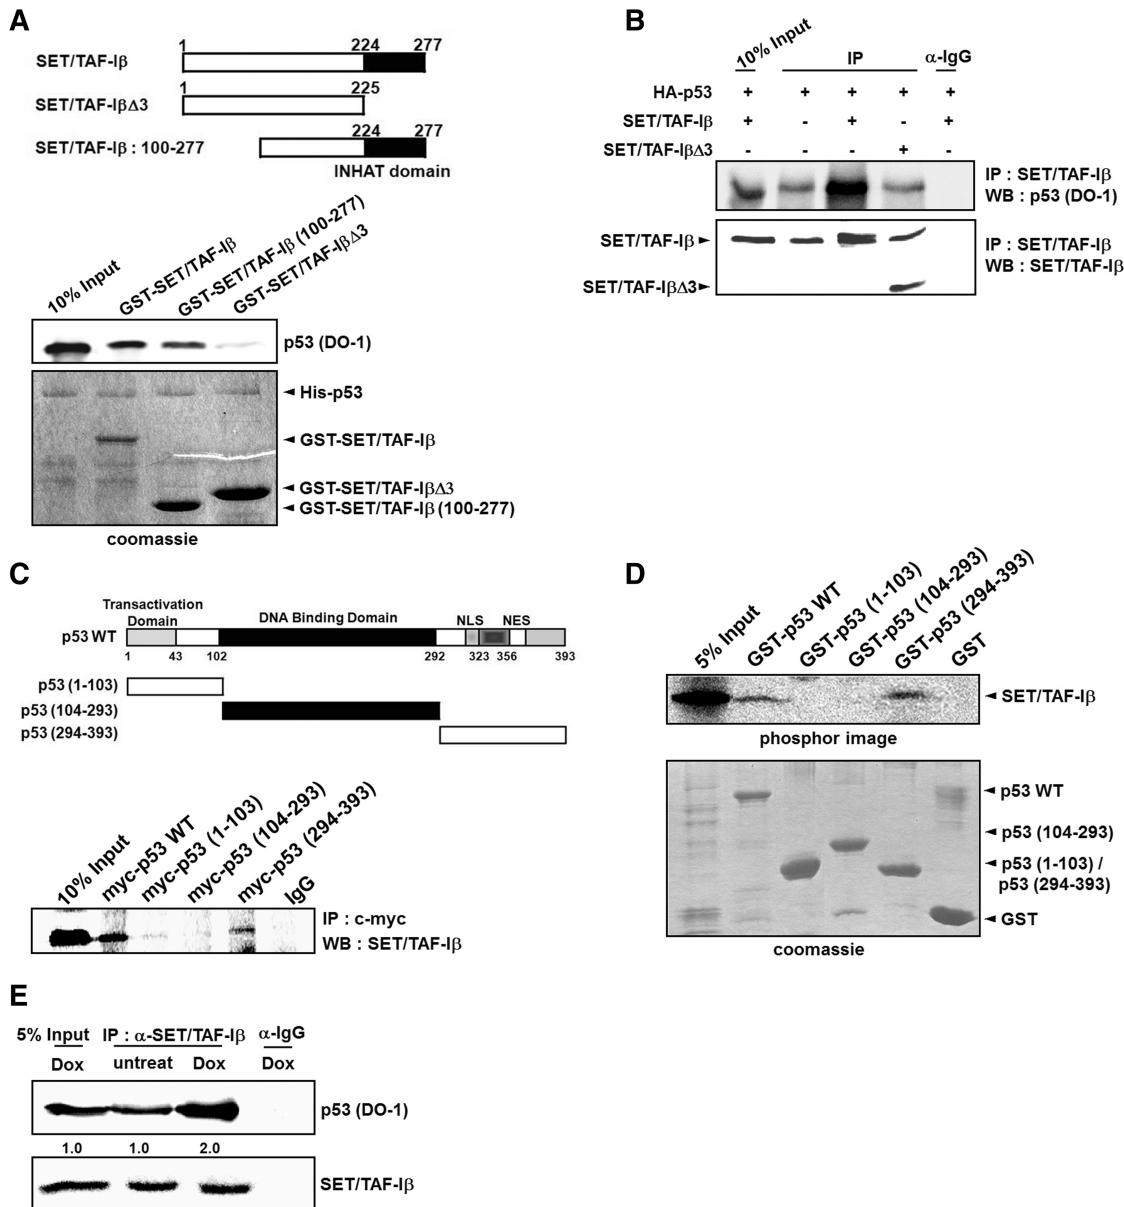 A
1 224 277
SET/TAF-Iβ
1 225
SET/TAF-IβΔ3
224 277
SET/TAF-Iβ : 100-277
INHAT domain
10% Input
GST-SET/TAF-Iβ
GST-SET/TAF-Iβ (100-277)
GST-SET/TAF-IβΔ3
p53 (DO-1)
His-p53
GST-SET/TAF-Iβ
GST-SET/TAF-IβΔ3
GST-SET/TAF-Iβ (100-277)
coomassie
B
10% Input IP α-IgG
HA-p53 + + + + +
SET/TAF-Iβ + - + - +
SET/TAF-IβΔ3 - - - + -
IP : SET/TAF-Iβ
WB : p53 (DO-1)
SET/TAF-Iβ
SET/TAF-IβΔ3
IP : SET/TAF-Iβ
WB : SET/TAF-Iβ
C
Transactivation
Domain
DNA Binding Domain NLS NES
p53 WT
1 43 102 292 323 356 393
p53 (1-103)
p53 (104-293)
p53 (294-393)
10% Input
myc-p53 WT
myc-p53 (1-103)
myc-p53 (104-293)
myc-p53 (294-393)
IgG
IP : c-myc
WB : SET/TAF-Iβ
D
5% Input
GST-p53 WT
GST-p53 (1-103)
GST-p53 (104-293)
GST-p53 (294-393)
GST
SET/TAF-Iβ
phosphor image
p53 WT
p53 (104-293)
p53 (1-103) /
p53 (294-393)
GST
coomassie
E
5% Input IP : α-SET/TAF-Iβ α-IgG
Dox untreat Dox Dox
p53 (DO-1)
1.0 1.0 2.0
SET/TAF-Iβ